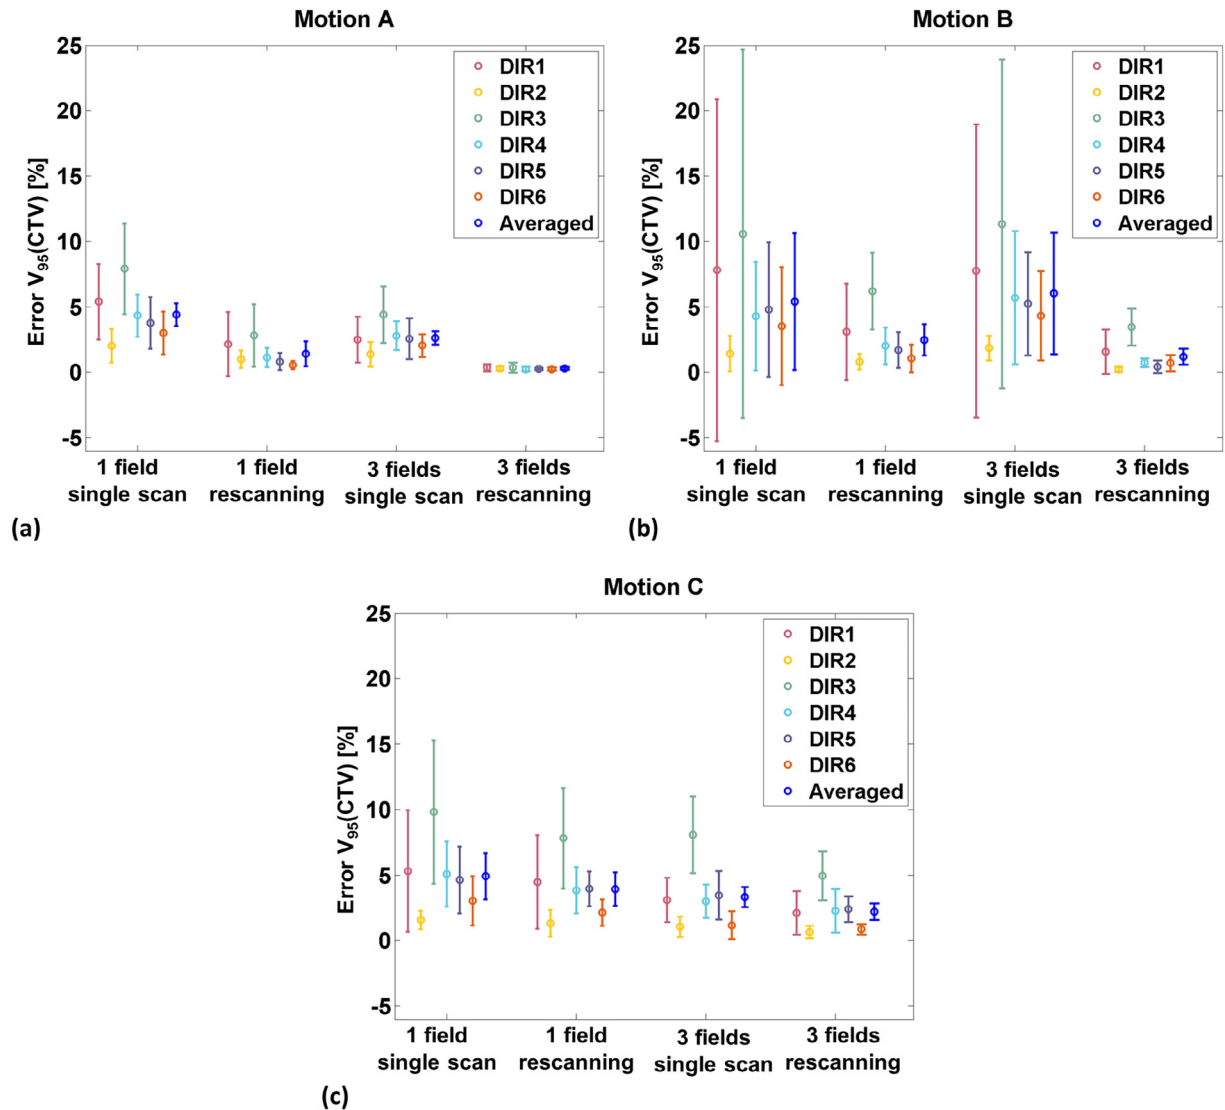 Motion A
25
20
15
10
5
0
-5
Error V95(CTV) [%]
DIR1
DIR2
DIR3
DIR4
DIR5
DIR6
Averaged
1 field
single scan
1 field
rescanning
3 fields
single scan
3 fields
rescanning
(a)
Motion B
25
20
15
10
5
0
-5
Error V95(CTV) [%]
DIR1
DIR2
DIR3
DIR4
DIR5
DIR6
Averaged
1 field
single scan
1 field
rescanning
3 fields
single scan
3 fields
rescanning
(b)
Motion C
25
20
15
10
5
0
-5
Error V95(CTV) [%]
DIR1
DIR2
DIR3
DIR4
DIR5
DIR6
Averaged
1 field
single scan
1 field
rescanning
3 fields
single scan
3 fields
rescanning
(c)